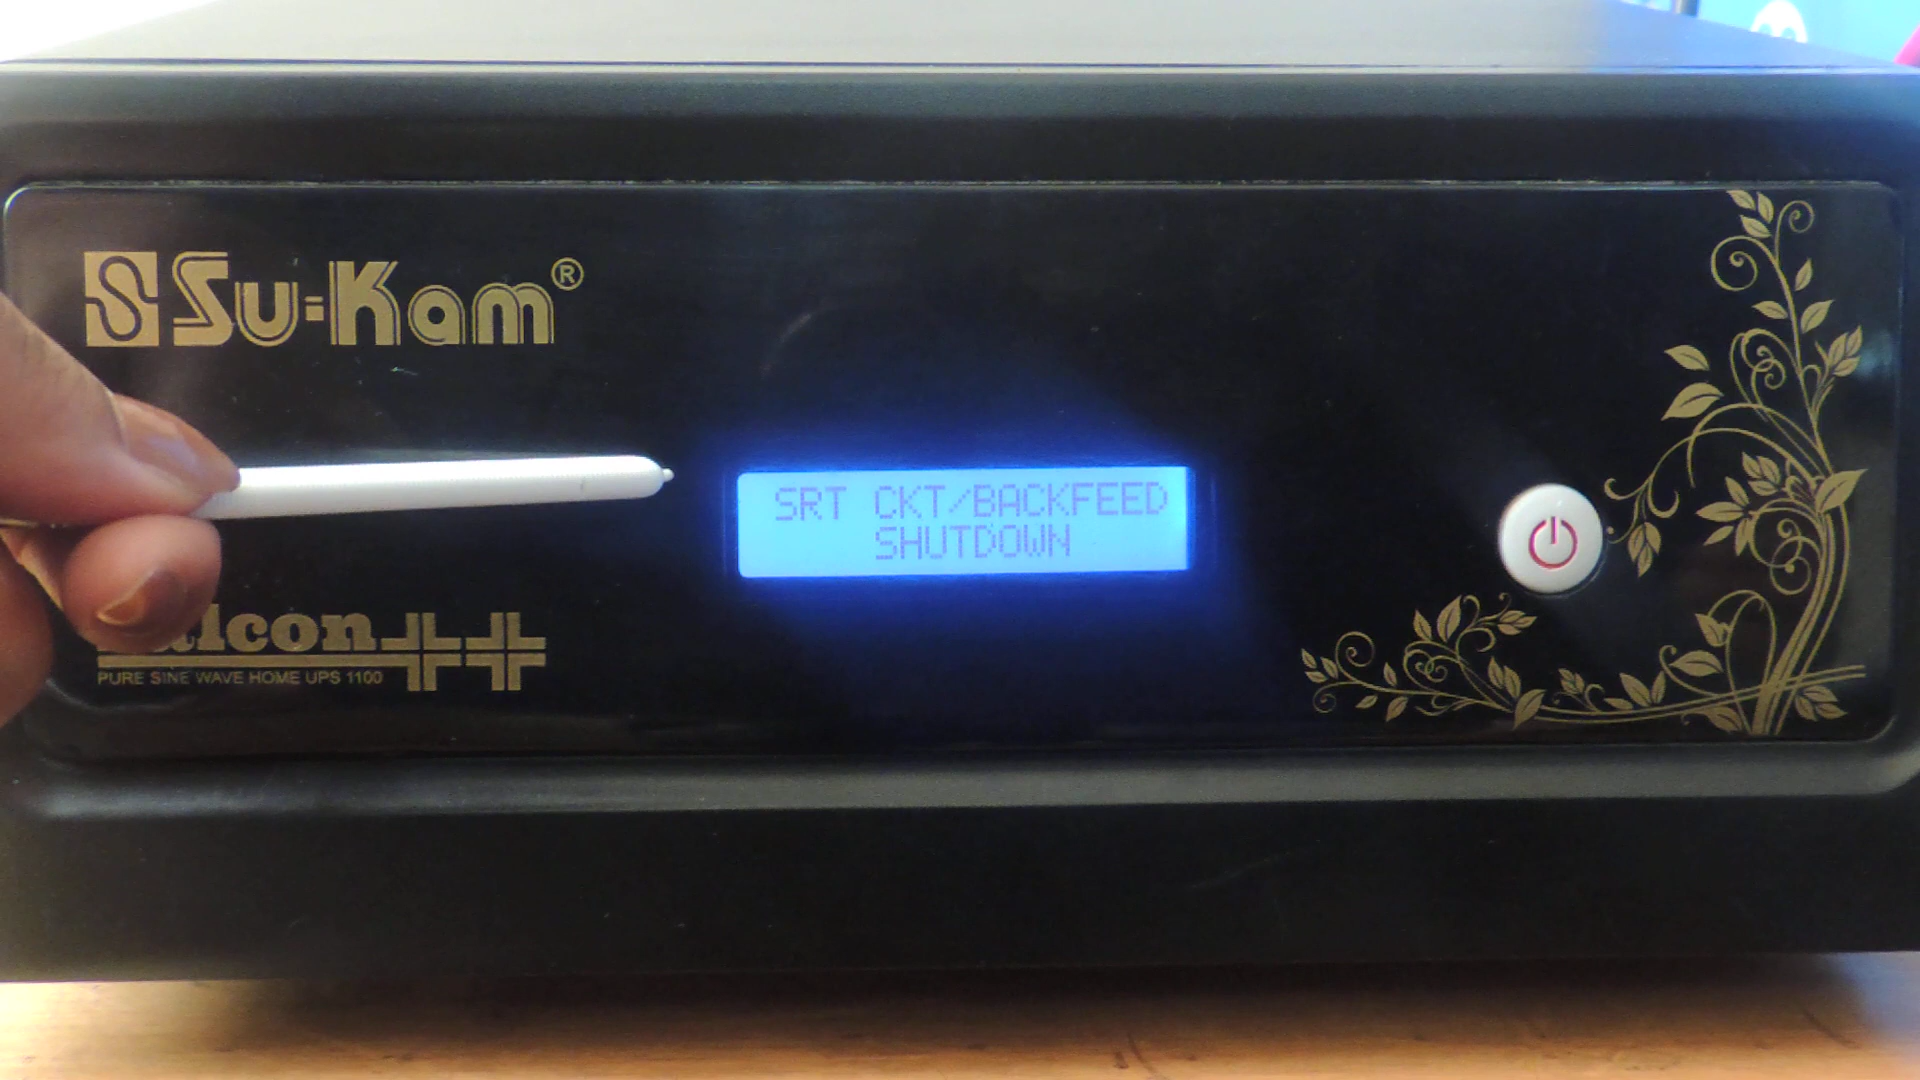 Su-Kam®
SRT CKT/BACKFEED
SHUTDOWN
PURE SINE WAVE HOME UPS 1100